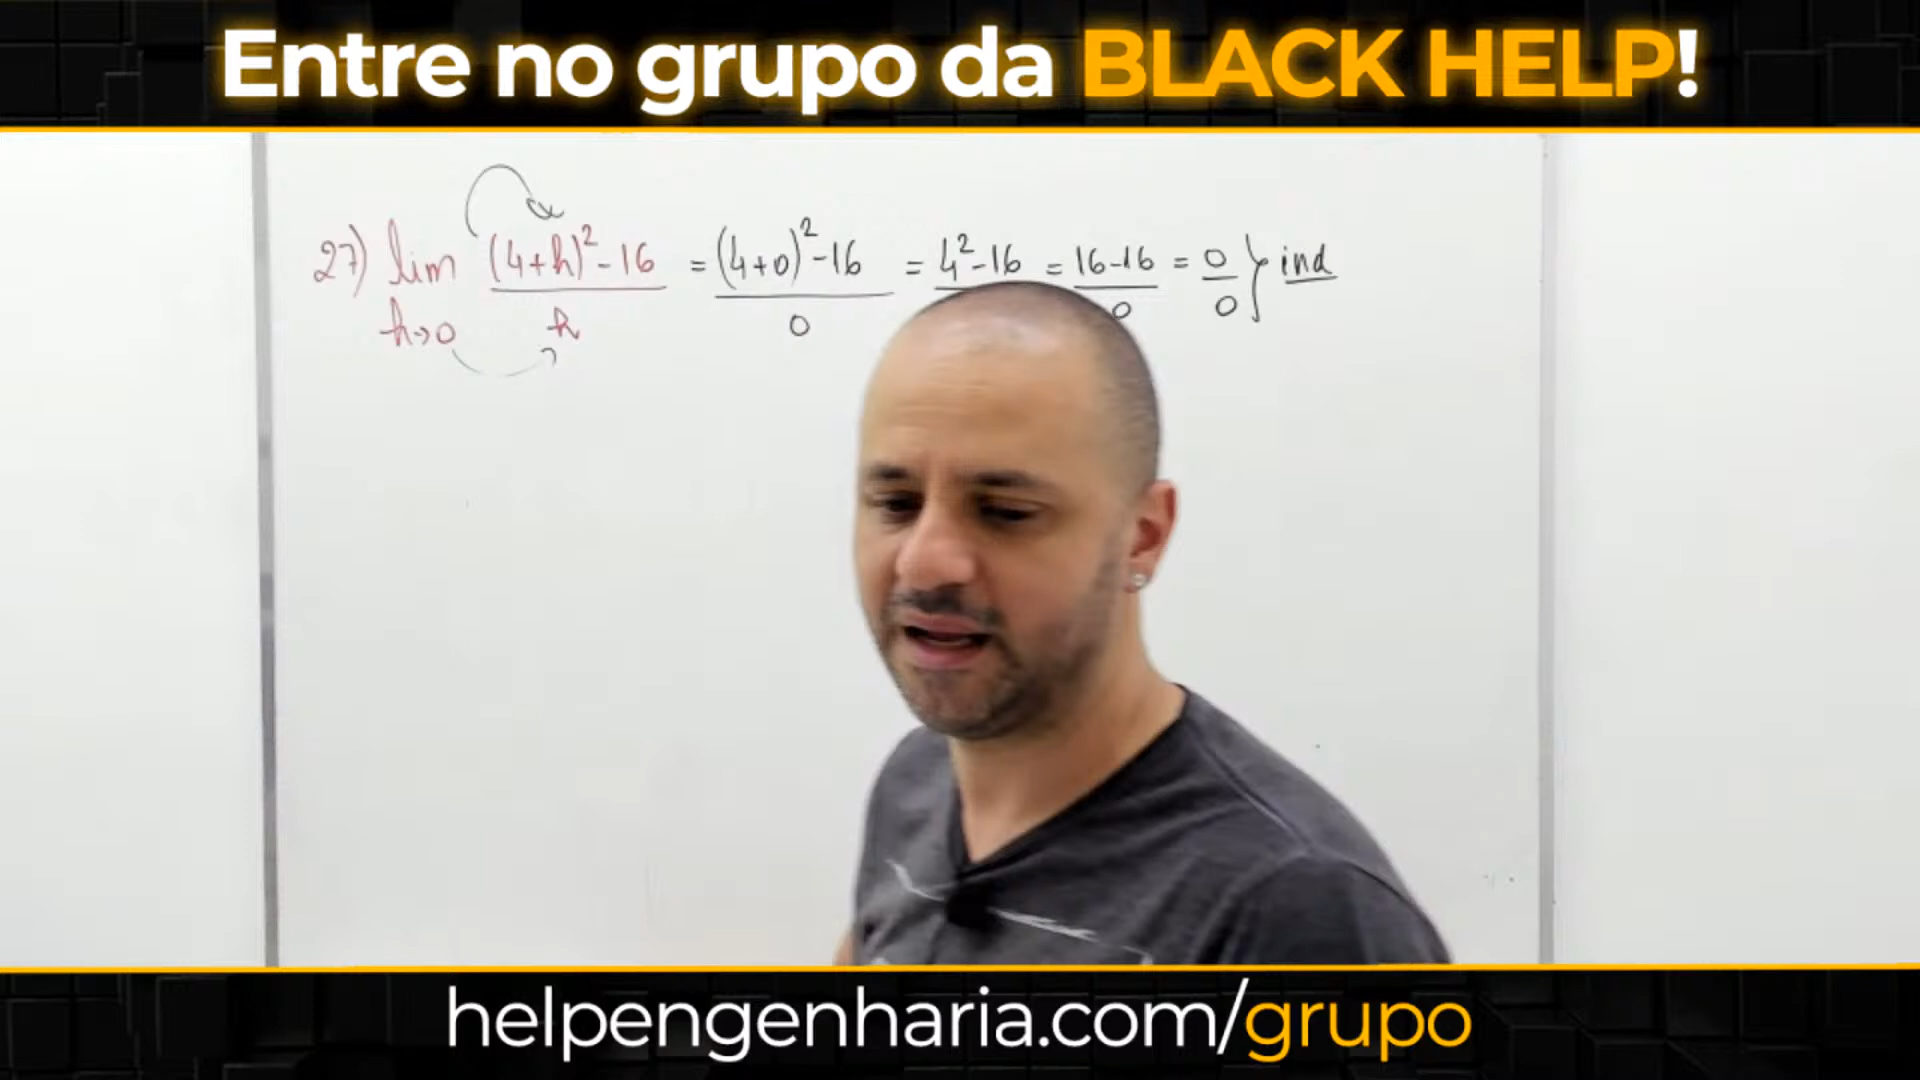 Entre no grupo da BLACK HELP!
27) lim (4+h)²-16 / h = (4+0)²-16 / 0 = 4²-16 = 16-16 / 0 = 0 / 0 } ind
h→0
helpengenharia.com/grupo